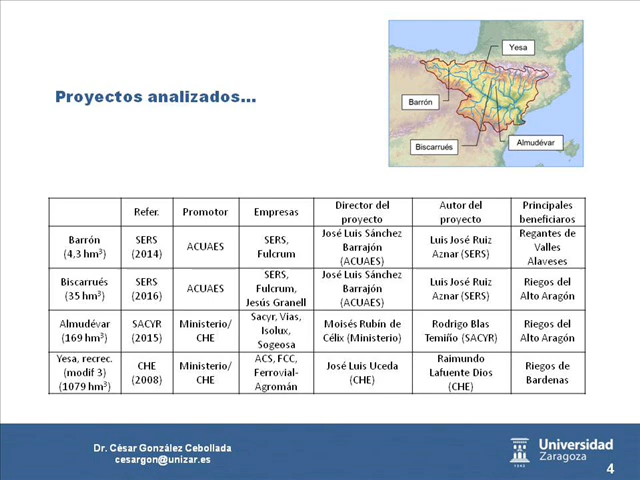 Yesa
Proyectos analizados...
Barrón
Biscarrués
Almudévar
Refer. Promotor Empresas Director del proyecto Autor del proyecto Principales beneficiaros
Barrón (4,3 hm³) SERS (2014) ACUAES SERS, Fulcrum José Luis Sánchez Barrajón (ACUAES) Luis José Ruiz Aznar (SERS) Regantes de Valles Alaveses
Biscarrués (35 hm³) SERS (2016) ACUAES SERS, Fulcrum, Jesús Granell José Luis Sánchez Barrajón (ACUAES) Luis José Ruiz Aznar (SERS) Riegos del Alto Aragón
Almudévar (169 hm³) SACYR (2015) Ministerio/ CHE Sacyr, Vias, Isolux, Sogeosa Moisés Rubín de Célix (Ministerio) Rodrigo Blas Temiño (SACYR) Riegos del Alto Aragón
Yesa, recrec. (modif 3) (1079 hm³) CHE (2008) Ministerio/ CHE ACS, FCC, Ferrovial- Agromán José Luis Uceda (CHE) Raimundo Lafuente Dios (CHE) Riegos de Bardenas
Dr. César González Cebollada
cesargon@unizar.es
Universidad
Zaragoza
1542
4